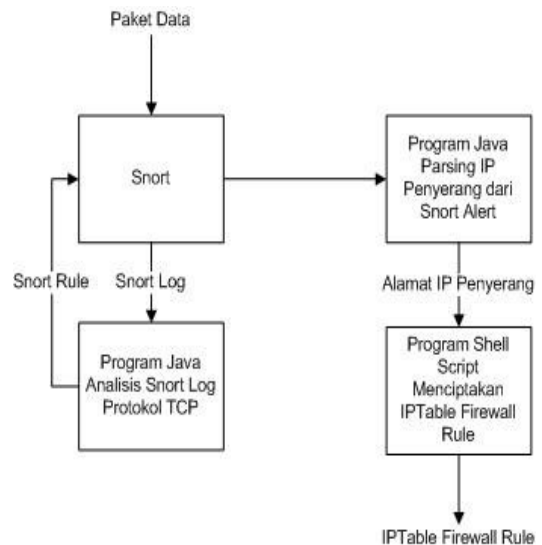 Paket Data
Snort
Program Java
Parsing IP
Penyerang dari
Snort Alert
Snort Rule
Snort Log
Alamat IP Penyerang
Program Java
Analisis Snort Log
Protokol TCP
Program Shell
Script
Menciptakan
IPTable Firewall
Rule
IPTable Firewall Rule